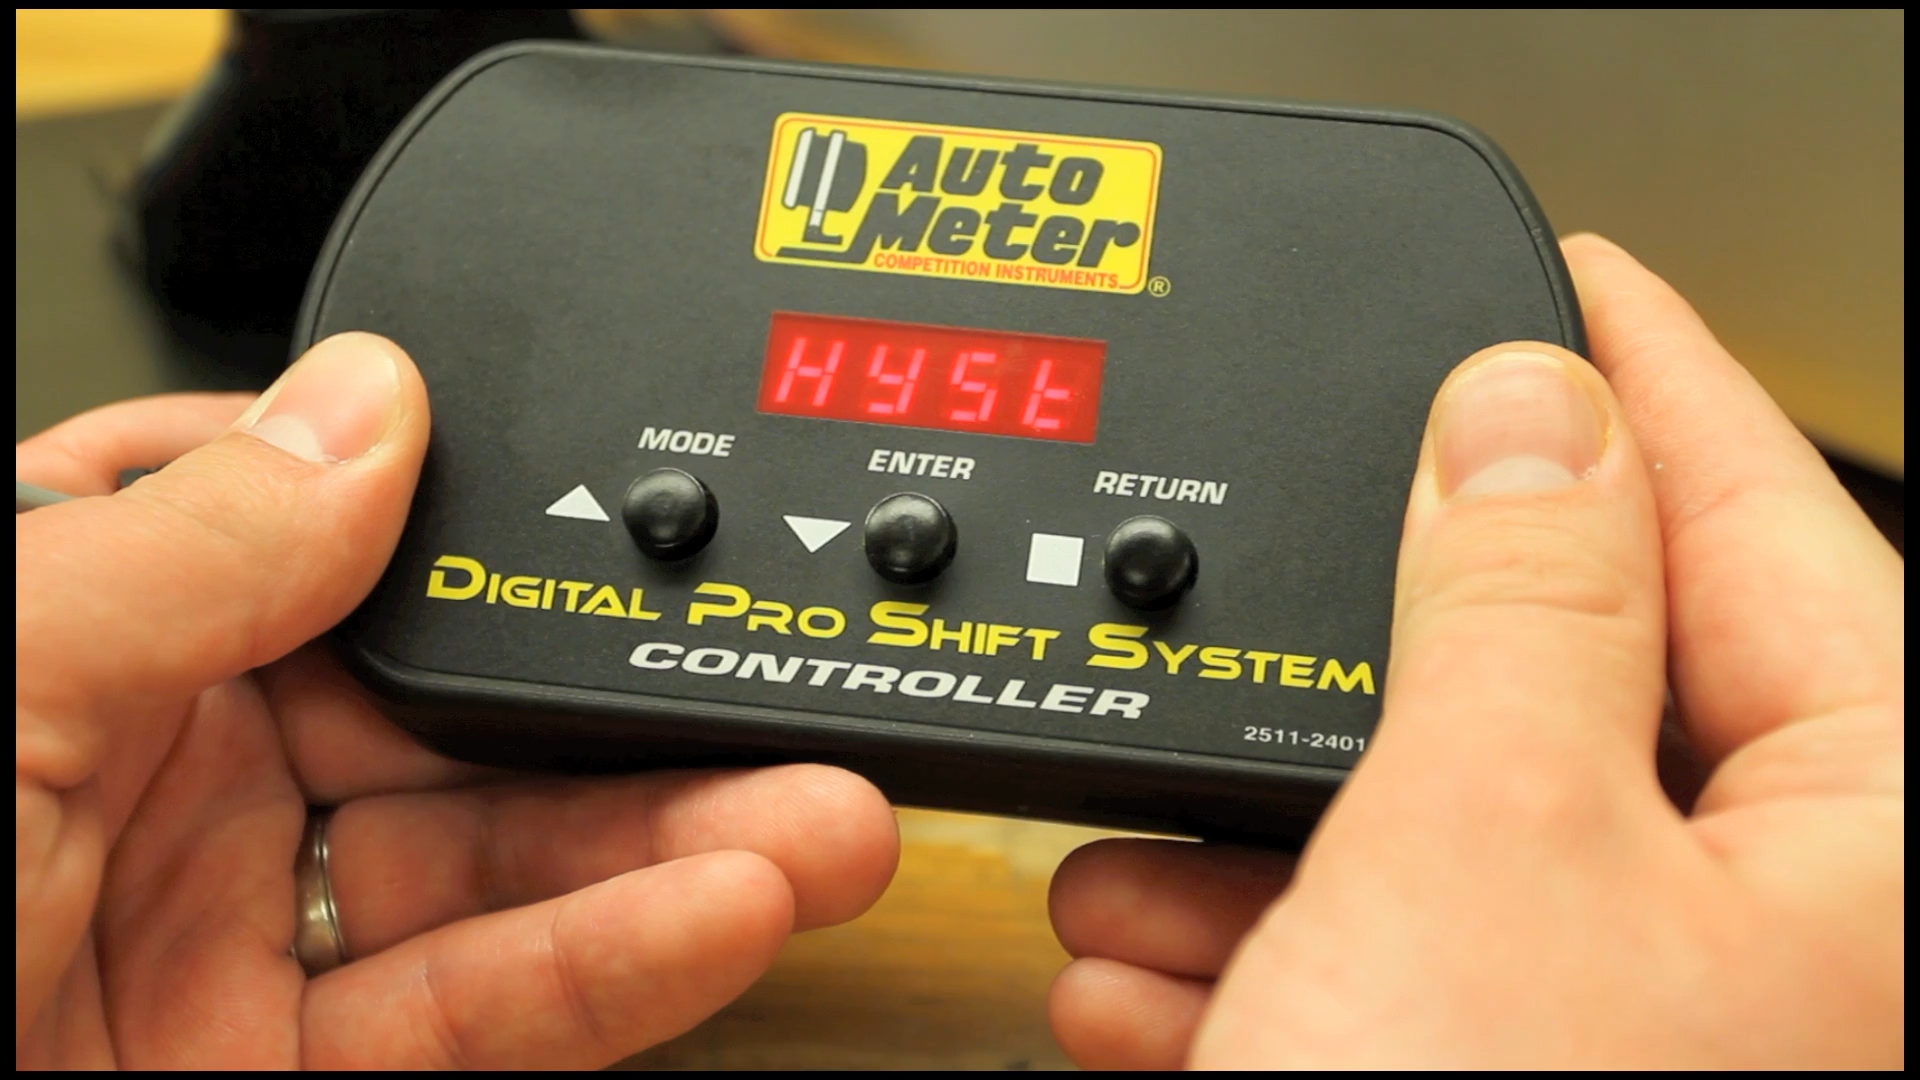 Auto
Meter
COMPETITION INSTRUMENTS
®
HYSt
MODE
ENTER
RETURN
DIGITAL PRO SHIFT SYSTEM
CONTROLLER
2511-2401